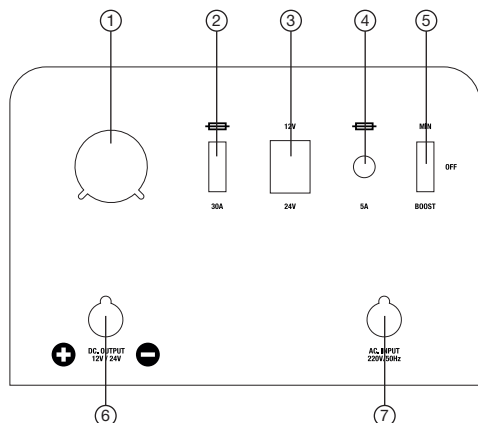 1 2 3 4 5
12V MIN
OFF
30A 24V 5A BOOST
+ DC. OUTPUT - AC. INPUT
12V / 24V 220V/50Hz
6 7